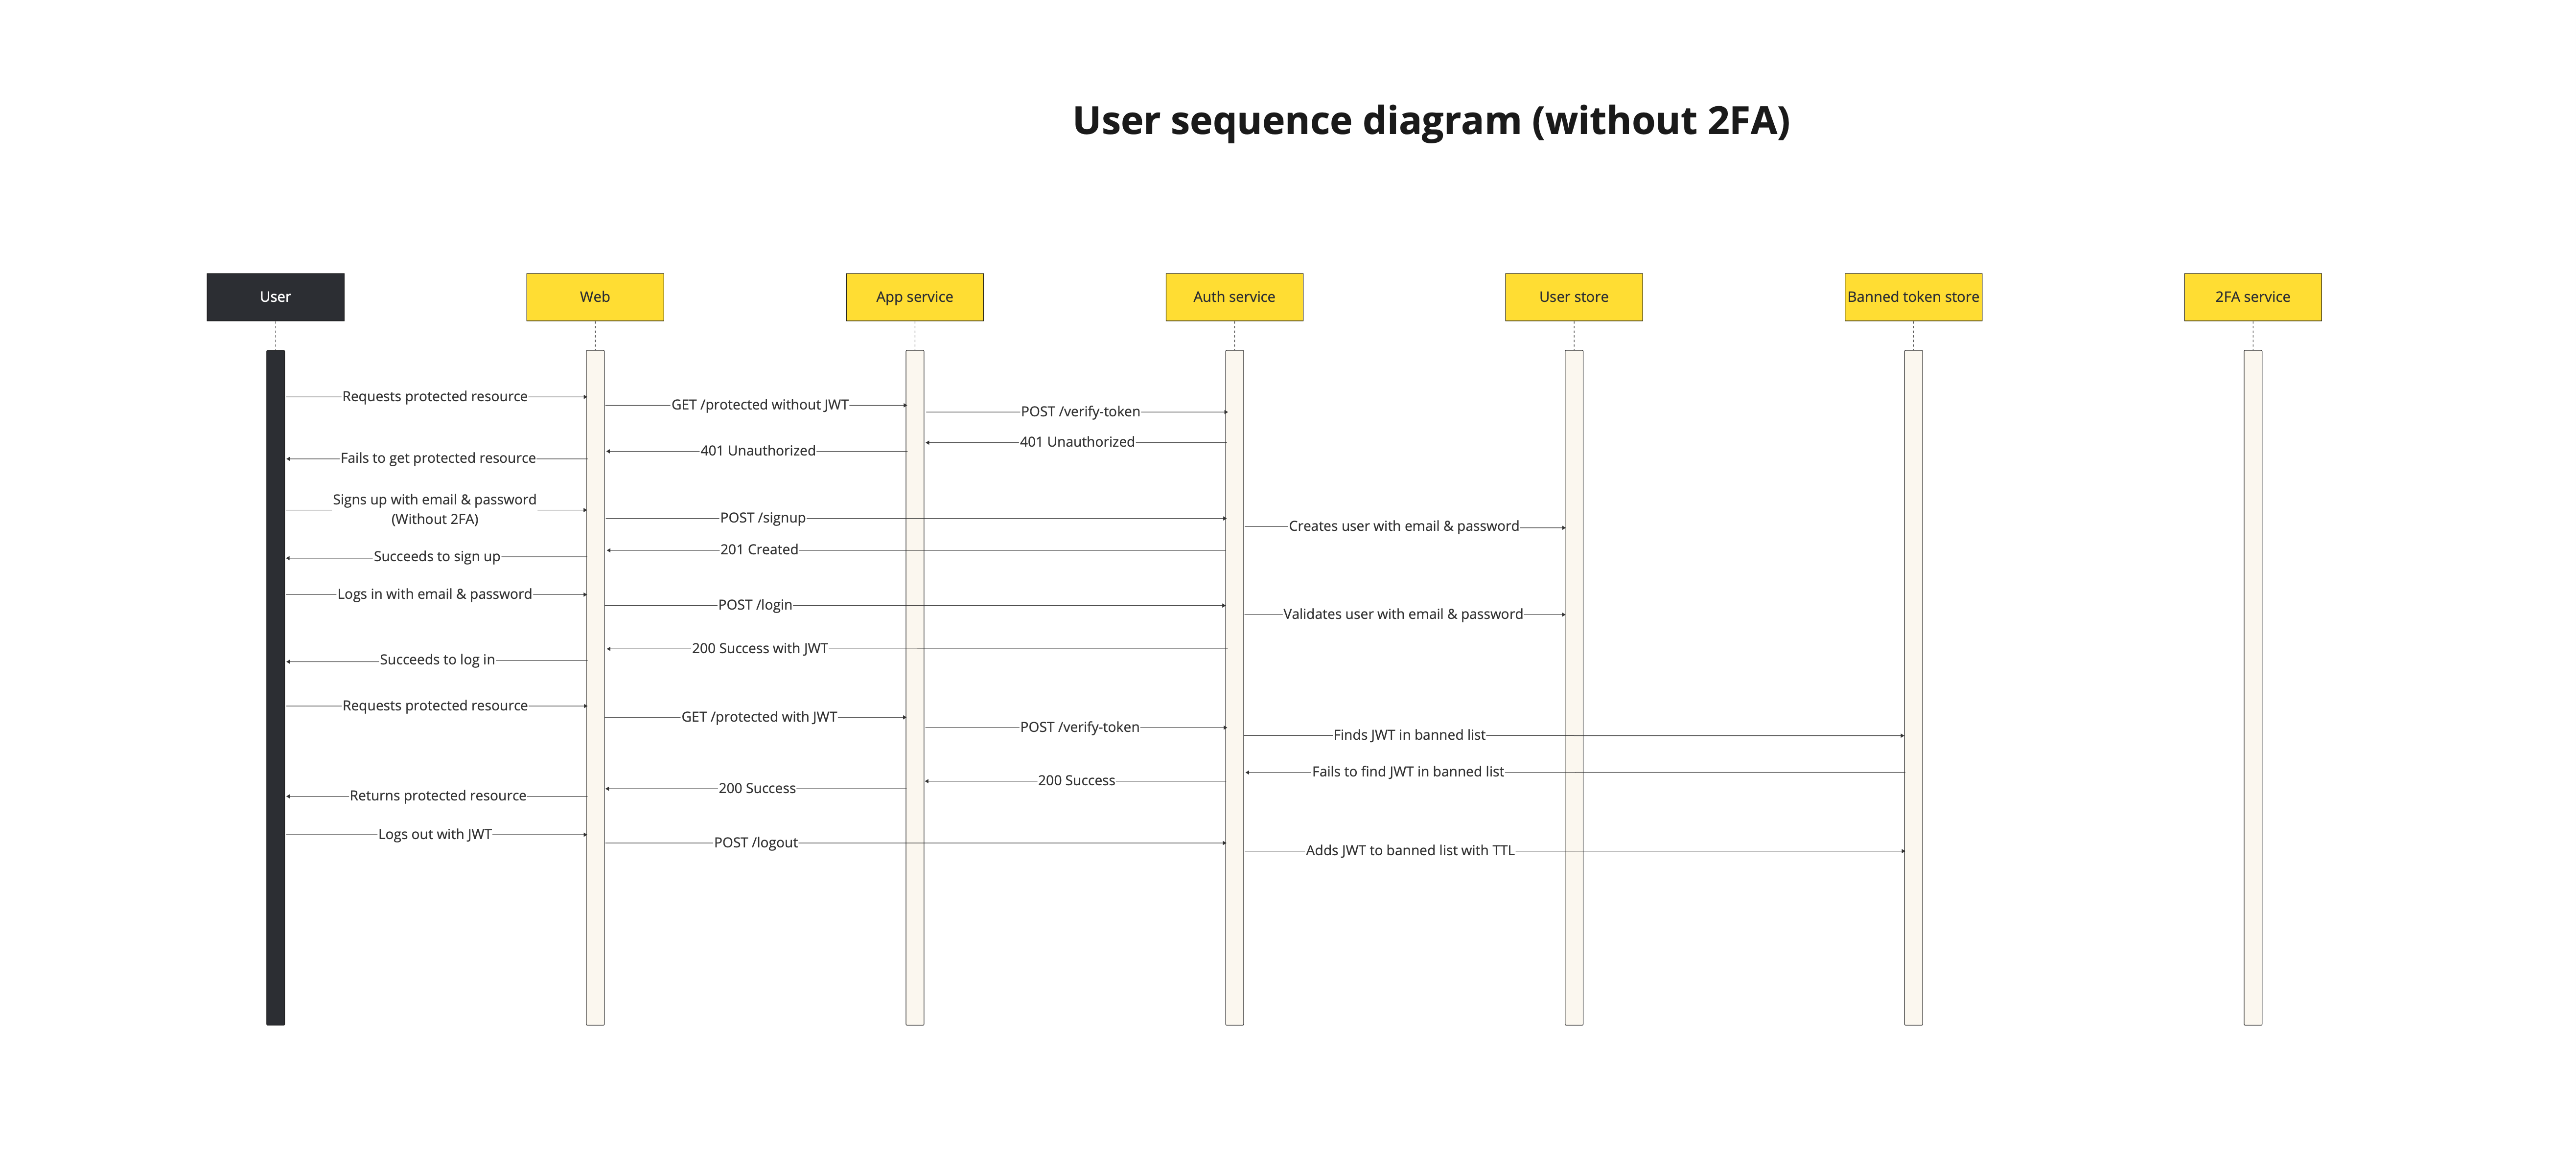 User sequence diagram (without 2FA)
User
Web
App service
Auth service
User store
Banned token store
2FA service
Requests protected resource
GET /protected without JWT
POST /verify-token
401 Unauthorized
401 Unauthorized
Fails to get protected resource
Signs up with email & password
(Without 2FA)
POST /signup
Creates user with email & password
201 Created
Succeeds to sign up
Logs in with email & password
POST /login
Validates user with email & password
200 Success with JWT
Succeeds to log in
Requests protected resource
GET /protected with JWT
POST /verify-token
Finds JWT in banned list
Fails to find JWT in banned list
200 Success
200 Success
Returns protected resource
Logs out with JWT
POST /logout
Adds JWT to banned list with TTL